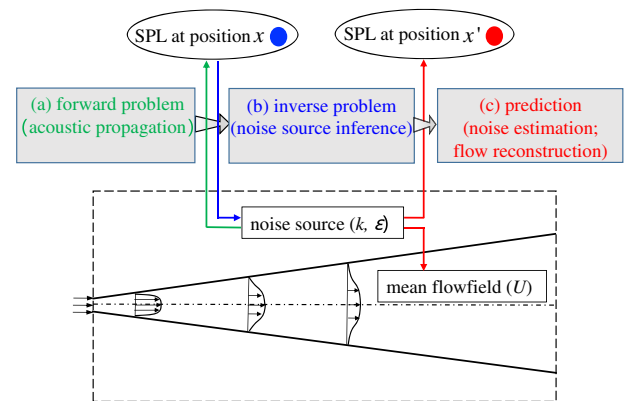 SPL at position x
SPL at position x'
(a) forward problem
(acoustic propagation)
(b) inverse problem
(noise source inference)
(c) prediction
(noise estimation;
flow reconstruction)
noise source (k, ε)
mean flowfield (U)